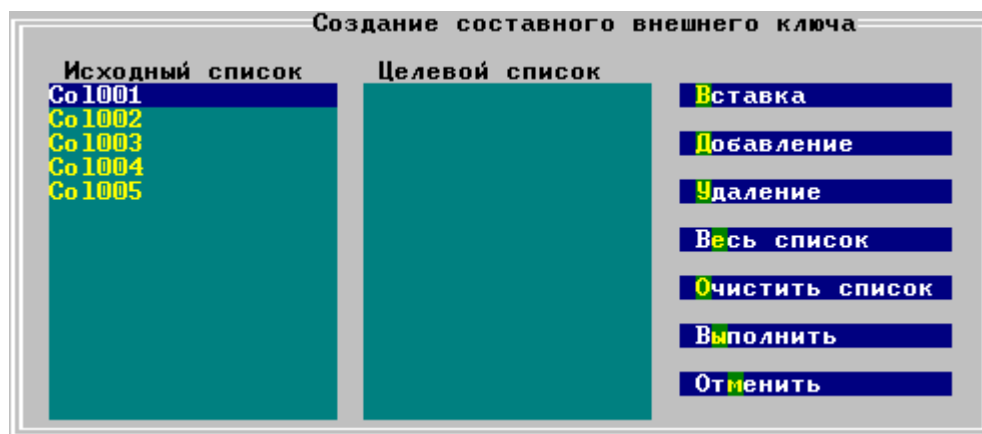 Создание составного внешнего ключа
Исходный список
Целевой список
Col001
Col002
Col003
Col004
Col005
Вставка
Добавление
Удаление
Весь список
Очистить список
Выполнить
Отменить